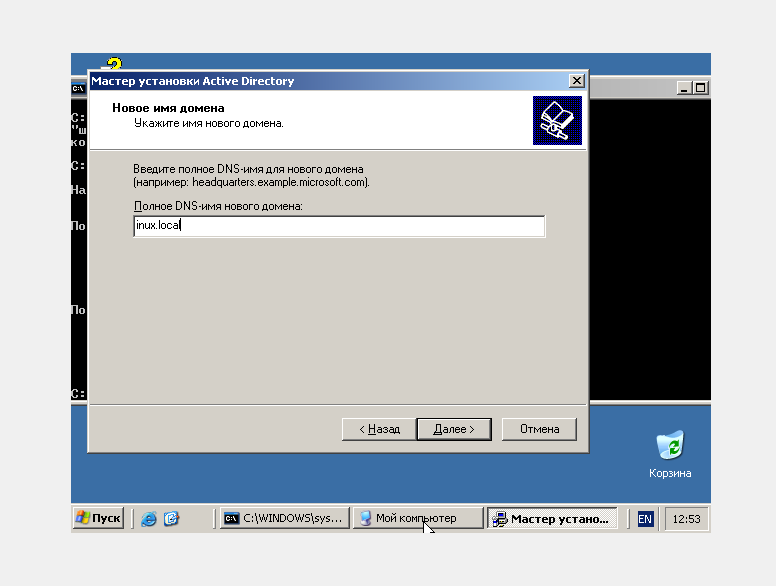 Мастер установки Active Directory
C:\
Новое имя домена
Укажите имя нового домена.
C:
"ш
ко
C:
На
По
По
C:
Введите полное DNS-имя для нового домена
(например: headquarters.example.microsoft.com).
Полное DNS-имя нового домена:
inux.local
< Назад
Далее >
Отмена
Корзина
Пуск
C:\WINDOWS\sys...
Мой компьютер
Мастер устано...
EN
12:53